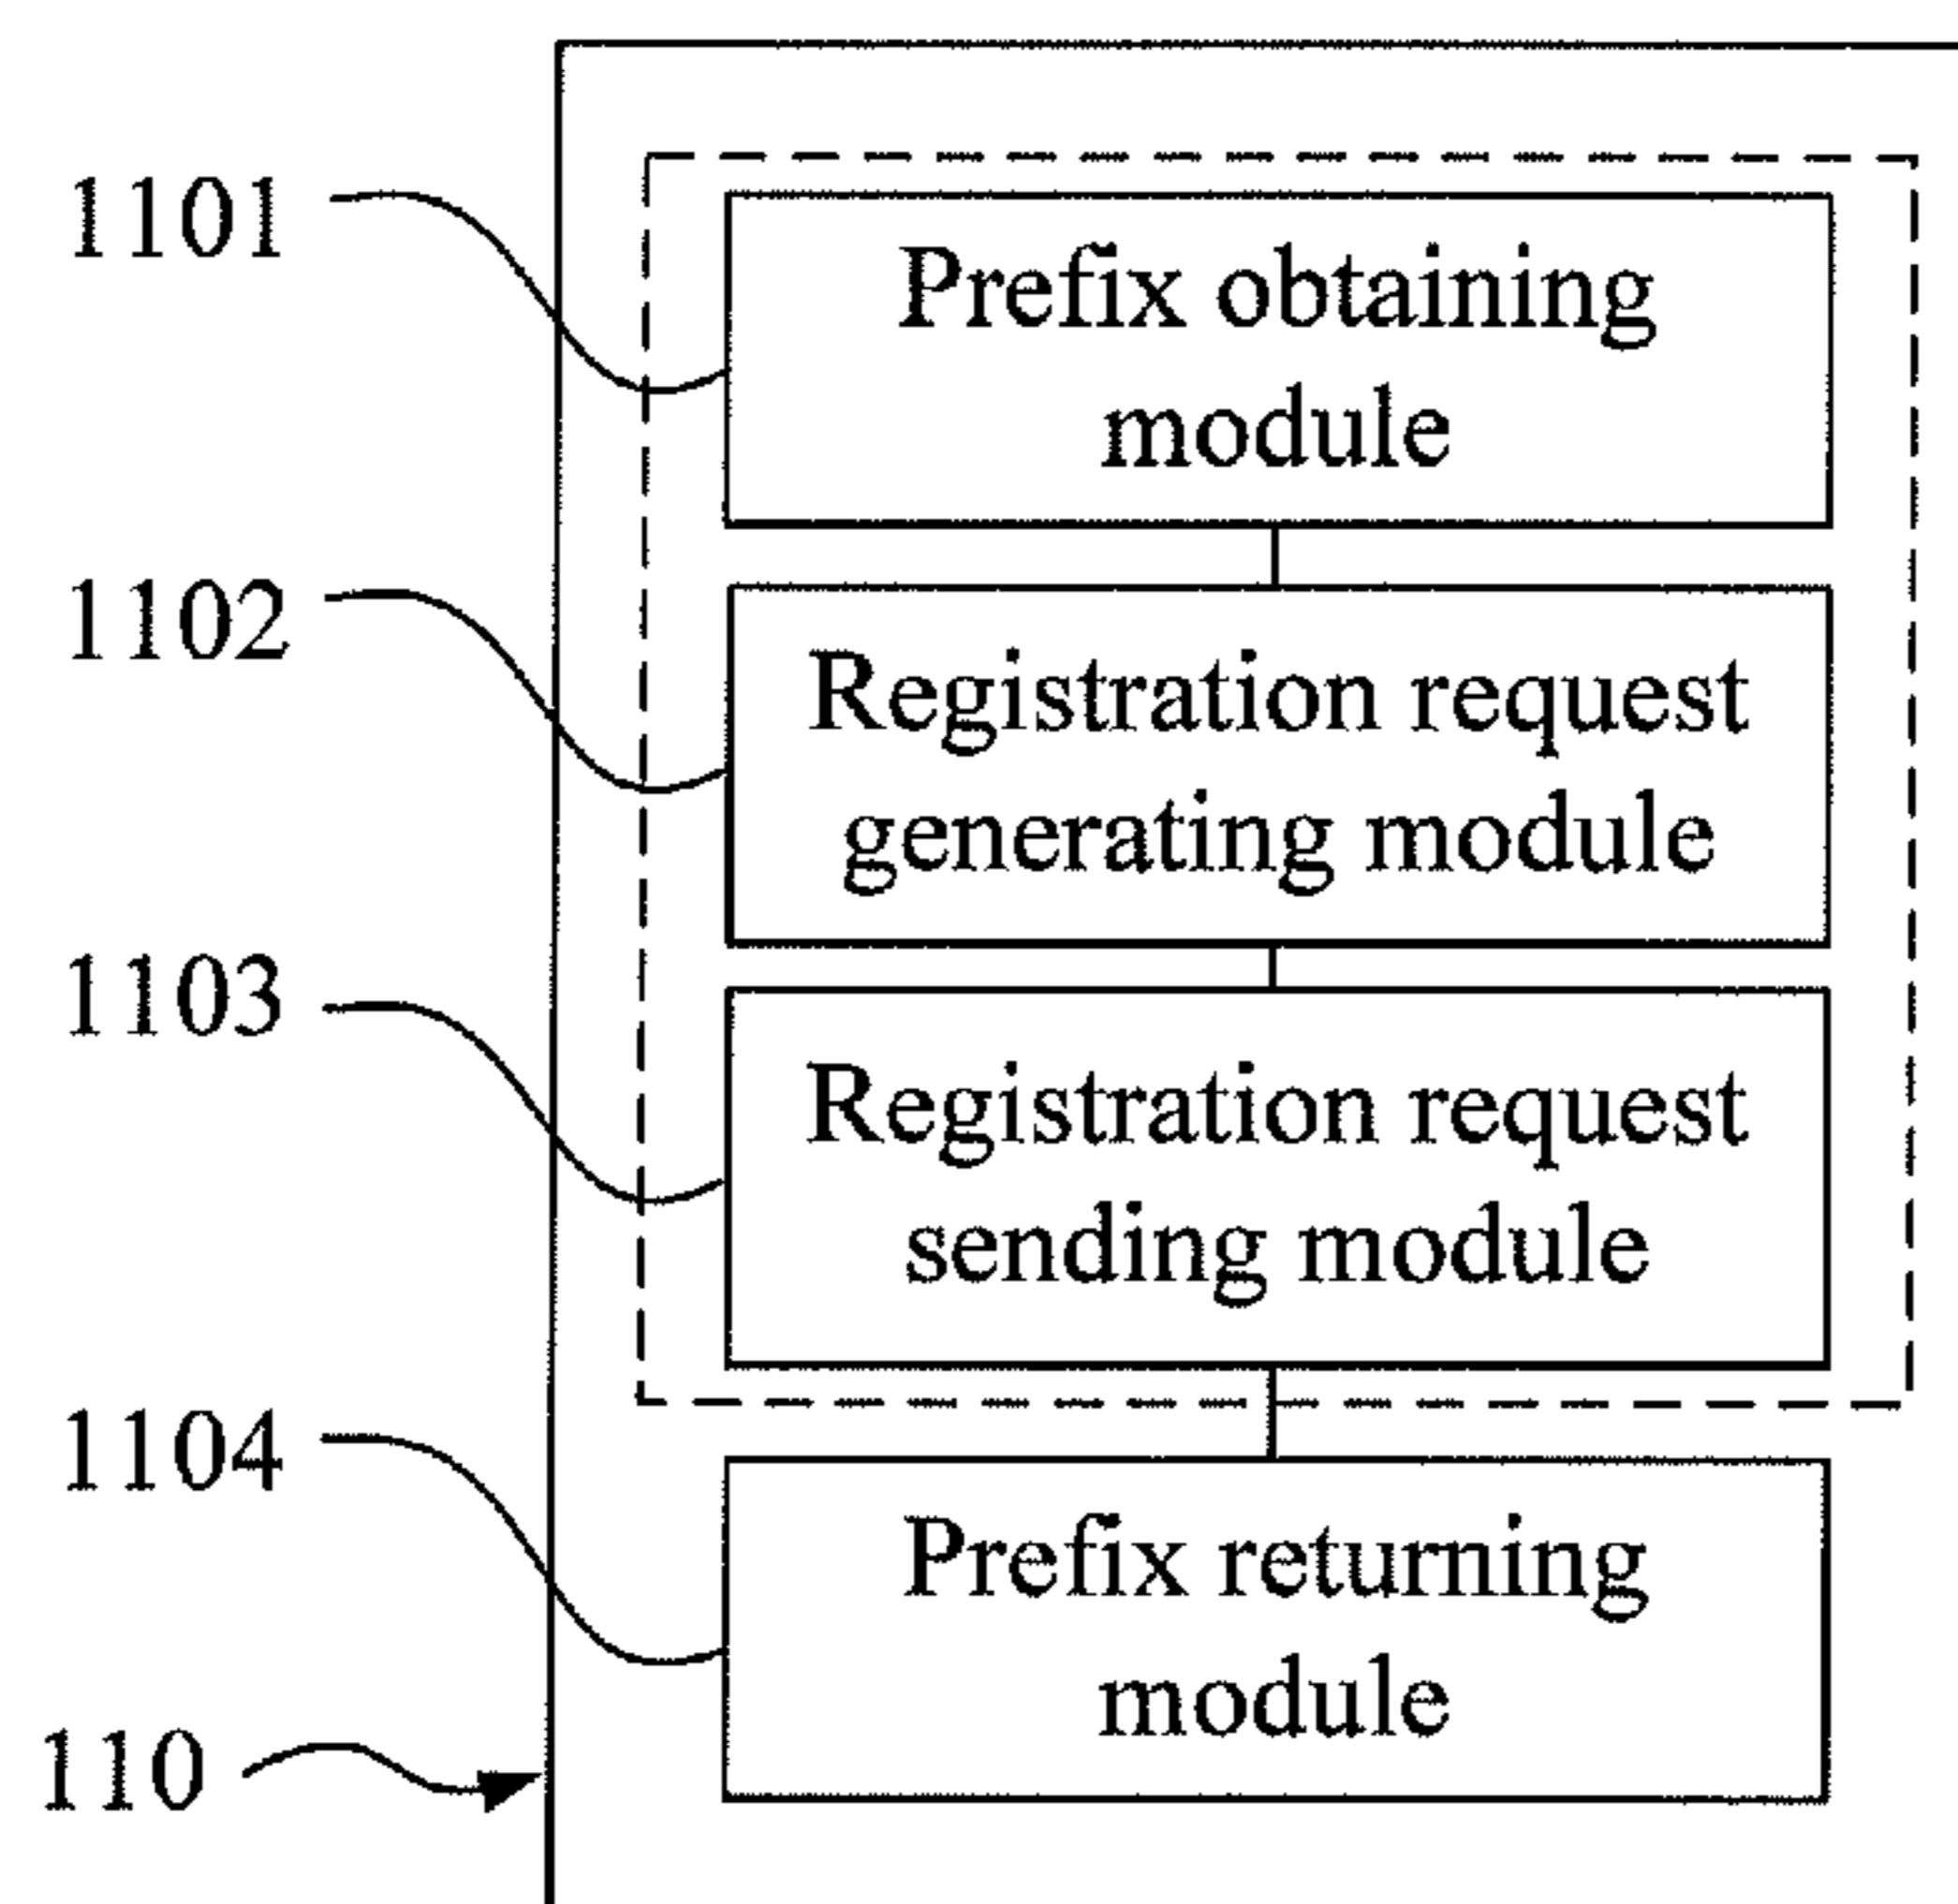 1101
Prefix obtaining
module
1102
Registration request
generating module
1103
Registration request
sending module
1104
Prefix returning
module
110